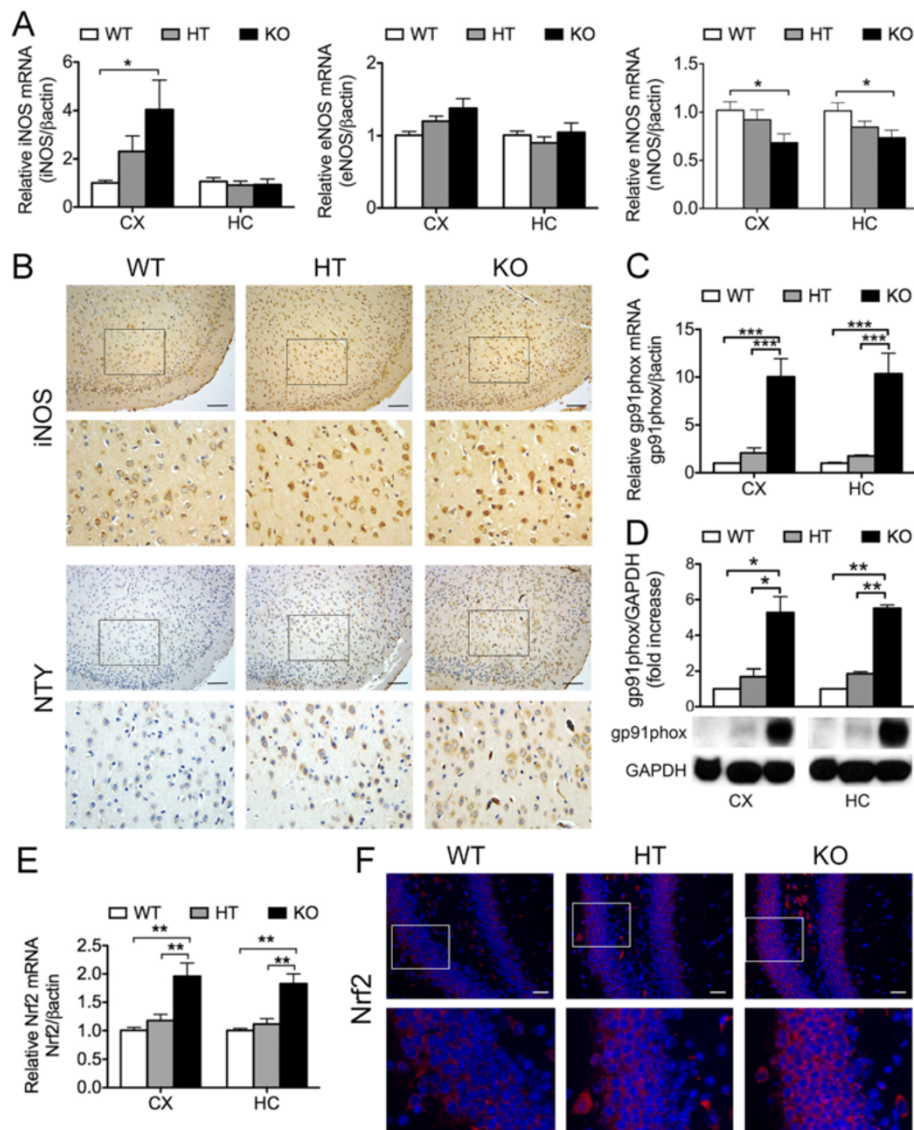 A
WT HT KO
Relative iNOS mRNA
(iNOS/βactin)
6
4
2
0
*
CX HC
WT HT KO
Relative eNOS mRNA
(eNOS/βactin)
2
1
0
CX HC
WT HT KO
Relative nNOS mRNA
(nNOS/βactin)
1.5
1.0
0.5
0.0
* *
CX HC
B
WT HT KO
iNOS
NTY
C
WT HT KO
Relative gp91phox mRNA
gp91phox/βactin
15
10
5
0
*** ***
*** ***
CX HC
D
WT HT KO
gp91phox/GAPDH
(fold increase)
8
6
4
2
0
* **
* **
gp91phox
GAPDH
CX HC
E
WT HT KO
Relative Nrf2 mRNA
Nrf2/βactin
2.5
2.0
1.5
1.0
0.5
0.0
** **
** **
CX HC
F
WT HT KO
Nrf2